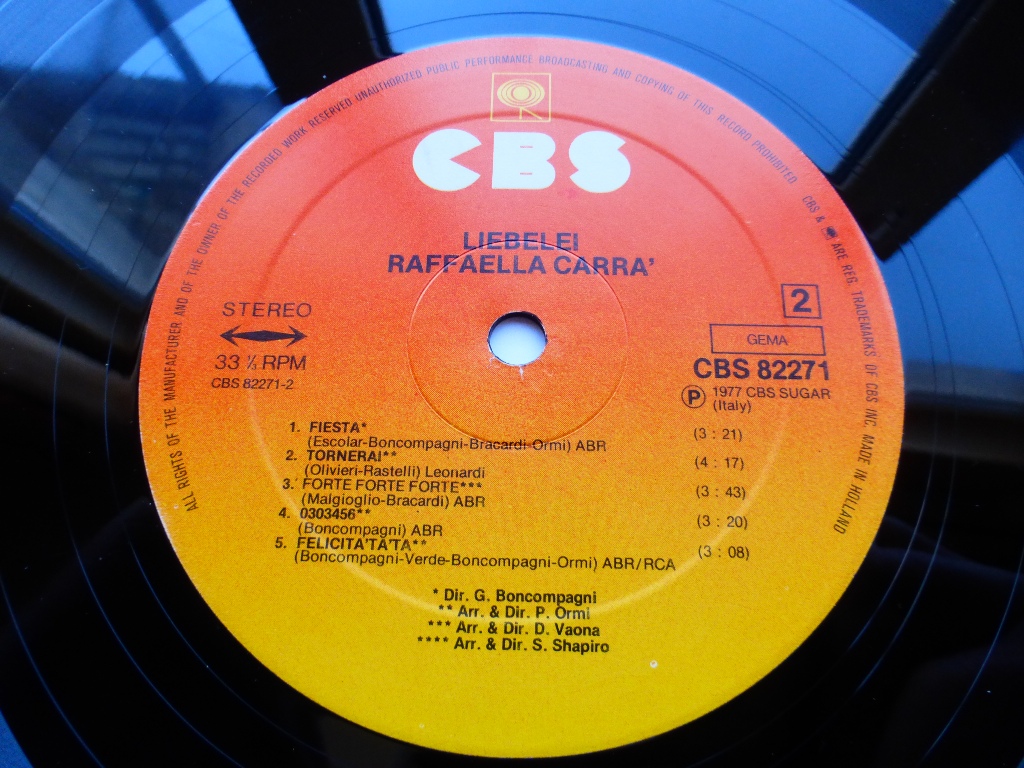 ALL RIGHTS OF THE MANUFACTURER AND OF THE OWNER OF THE RECORDED WORK RESERVED UNAUTHORIZED PUBLIC PERFORMANCE BROADCASTING AND COPYING OF THIS RECORD PROHIBITED
CBS & ARE REG. TRADEMARKS OF CBS INC. MADE IN HOLLAND
CBS
LIEBELEI
RAFFAELLA CARRA'
STEREO
33 ⅓ RPM
CBS 82271-2
2
GEMA
CBS 82271
Ⓟ 1977 CBS SUGAR
(Italy)
1. FIESTA* (3 : 21)
(Escolar-Boncompagni-Bracardi-Ormi) ABR
2. TORNERAI** (4 : 17)
(Olivieri-Rastelli) Leonardi
3. FORTE FORTE FORTE*** (3 : 43)
(Malgioglio-Bracardi) ABR
4. 0303456** (3 : 20)
(Boncompagni) ABR
5. FELICITA'TA'TA'** (3 : 08)
(Boncompagni-Verde-Boncompagni-Ormi) ABR/RCA
* Dir. G. Boncompagni
** Arr. & Dir. P. Ormi
*** Arr. & Dir. D. Vaona
**** Arr. & Dir. S. Shapiro